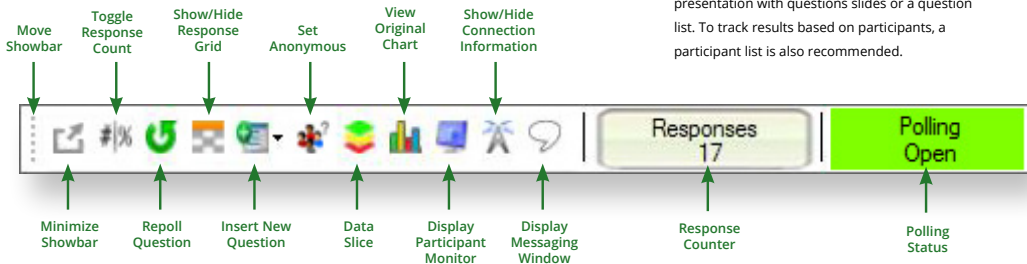 presentation with questions slides or a question
list. To track results based on participants, a
participant list is also recommended.
Move
Showbar
Toggle
Response
Count
Show/Hide
Response
Grid
Set
Anonymous
View
Original
Chart
Show/Hide
Connection
Information
#|%
?
Responses
17
Polling
Open
Minimize
Showbar
Repoll
Question
Insert New
Question
Data
Slice
Display
Participant
Monitor
Display
Messaging
Window
Response
Counter
Polling
Status